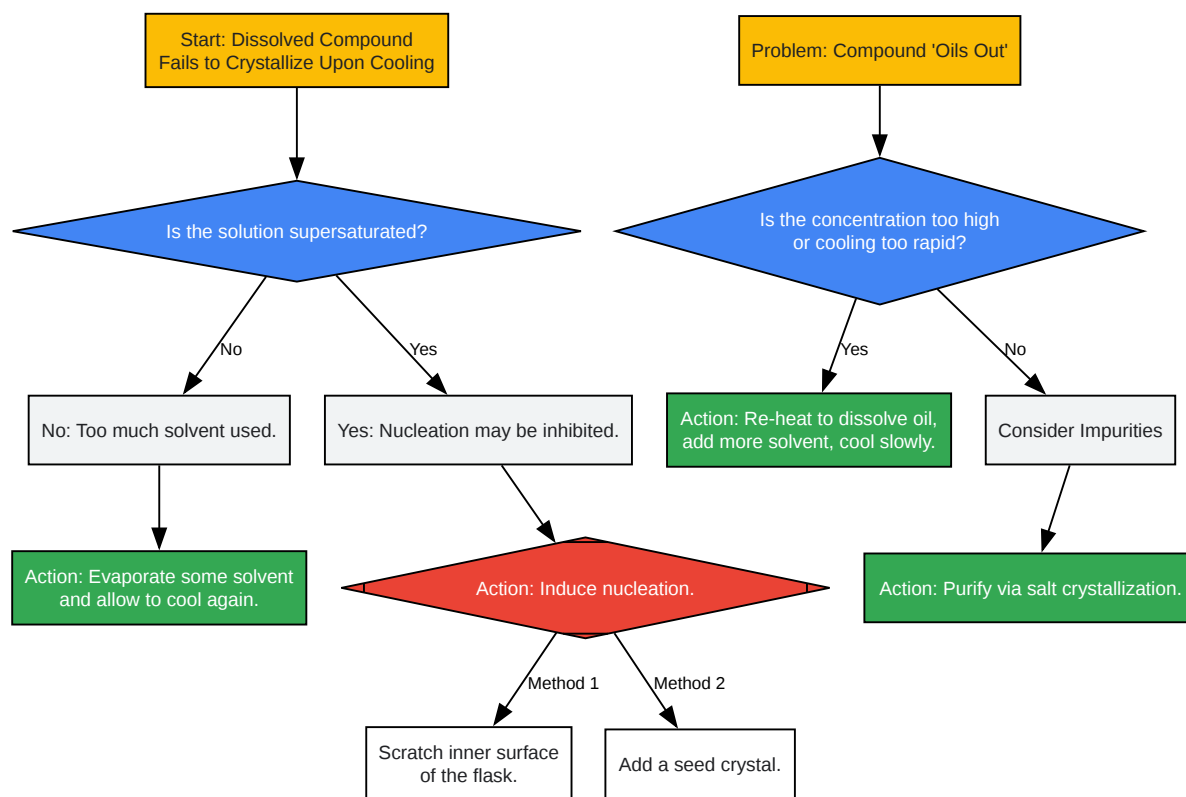 Start: Dissolved Compound
Fails to Crystallize Upon Cooling
Problem: Compound 'Oils Out'
Is the solution supersaturated?
Is the concentration too high
or cooling too rapid?
No
Yes
Yes
No
No: Too much solvent used.
Yes: Nucleation may be inhibited.
Action: Re-heat to dissolve oil,
add more solvent, cool slowly.
Consider Impurities
Action: Evaporate some solvent
and allow to cool again.
Action: Induce nucleation.
Action: Purify via salt crystallization.
Method 1
Method 2
Scratch inner surface
of the flask.
Add a seed crystal.